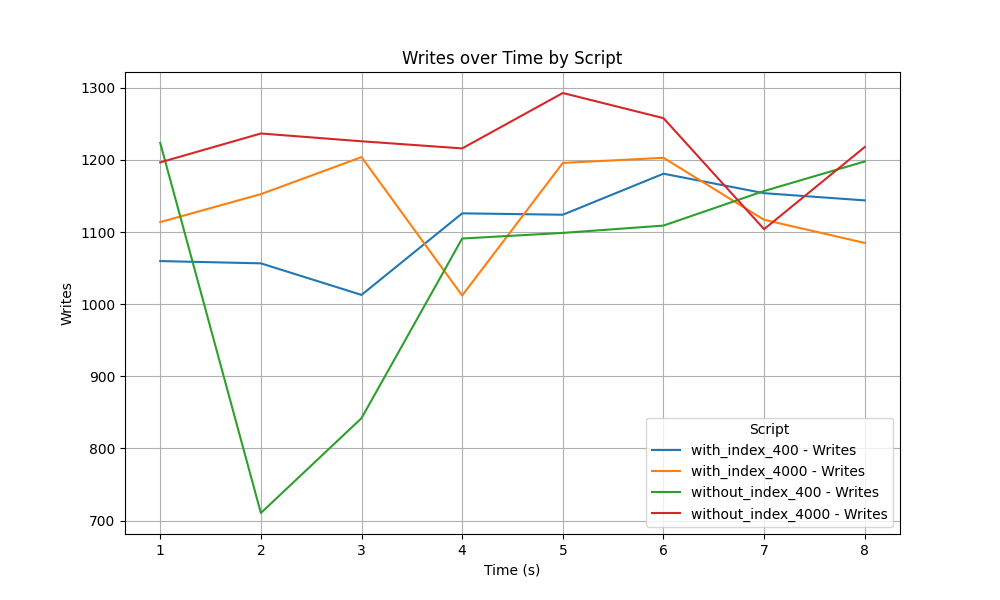 Writes over Time by Script
1300
1200
1100
1000
900
800
700
Writes
1 2 3 4 5 6 7 8
Time (s)
Script
with_index_400 - Writes
with_index_4000 - Writes
without_index_400 - Writes
without_index_4000 - Writes